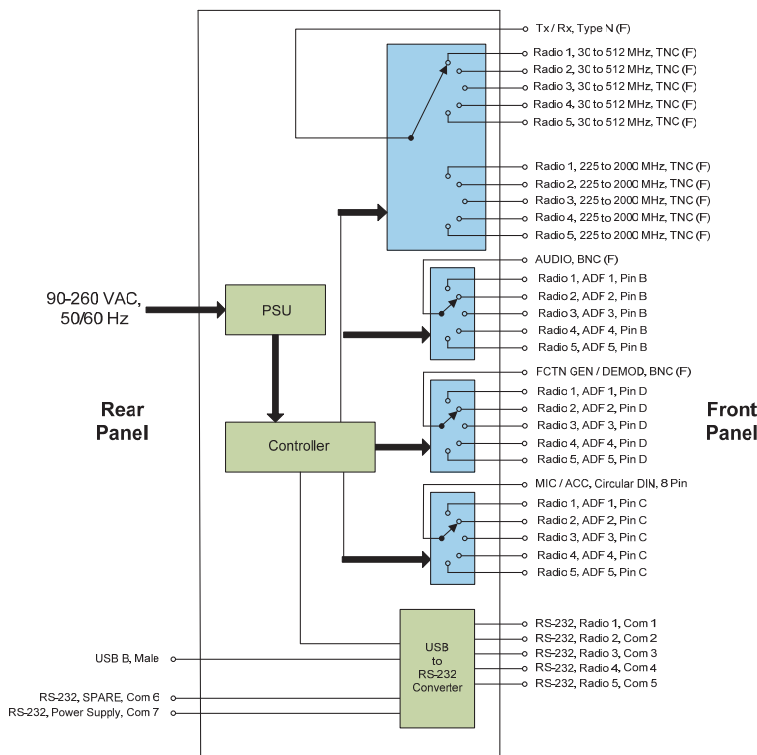 Tx / Rx, Type N (F)
Radio 1, 30 to 512 MHz, TNC (F)
Radio 2, 30 to 512 MHz, TNC (F)
Radio 3, 30 to 512 MHz, TNC (F)
Radio 4, 30 to 512 MHz, TNC (F)
Radio 5, 30 to 512 MHz, TNC (F)
Radio 1, 225 to 2000 MHz, TNC (F)
Radio 2, 225 to 2000 MHz, TNC (F)
Radio 3, 225 to 2000 MHz, TNC (F)
Radio 4, 225 to 2000 MHz, TNC (F)
Radio 5, 225 to 2000 MHz, TNC (F)
AUDIO, BNC (F)
Radio 1, ADF 1, Pin B
Radio 2, ADF 2, Pin B
Radio 3, ADF 3, Pin B
Radio 4, ADF 4, Pin B
Radio 5, ADF 5, Pin B
90-260 VAC,
50/60 Hz
PSU
FCTN GEN / DEMOD, BNC (F)
Radio 1, ADF 1, Pin D
Radio 2, ADF 2, Pin D
Radio 3, ADF 3, Pin D
Radio 4, ADF 4, Pin D
Radio 5, ADF 5, Pin D
Rear
Panel
Controller
Front
Panel
MIC / ACC, Circular DIN, 8 Pin
Radio 1, ADF 1, Pin C
Radio 2, ADF 2, Pin C
Radio 3, ADF 3, Pin C
Radio 4, ADF 4, Pin C
Radio 5, ADF 5, Pin C
USB
to
RS-232
Converter
RS-232, Radio 1, Com 1
RS-232, Radio 2, Com 2
RS-232, Radio 3, Com 3
RS-232, Radio 4, Com 4
RS-232, Radio 5, Com 5
USB B, Male
RS-232, SPARE, Com 6
RS-232, Power Supply, Com 7